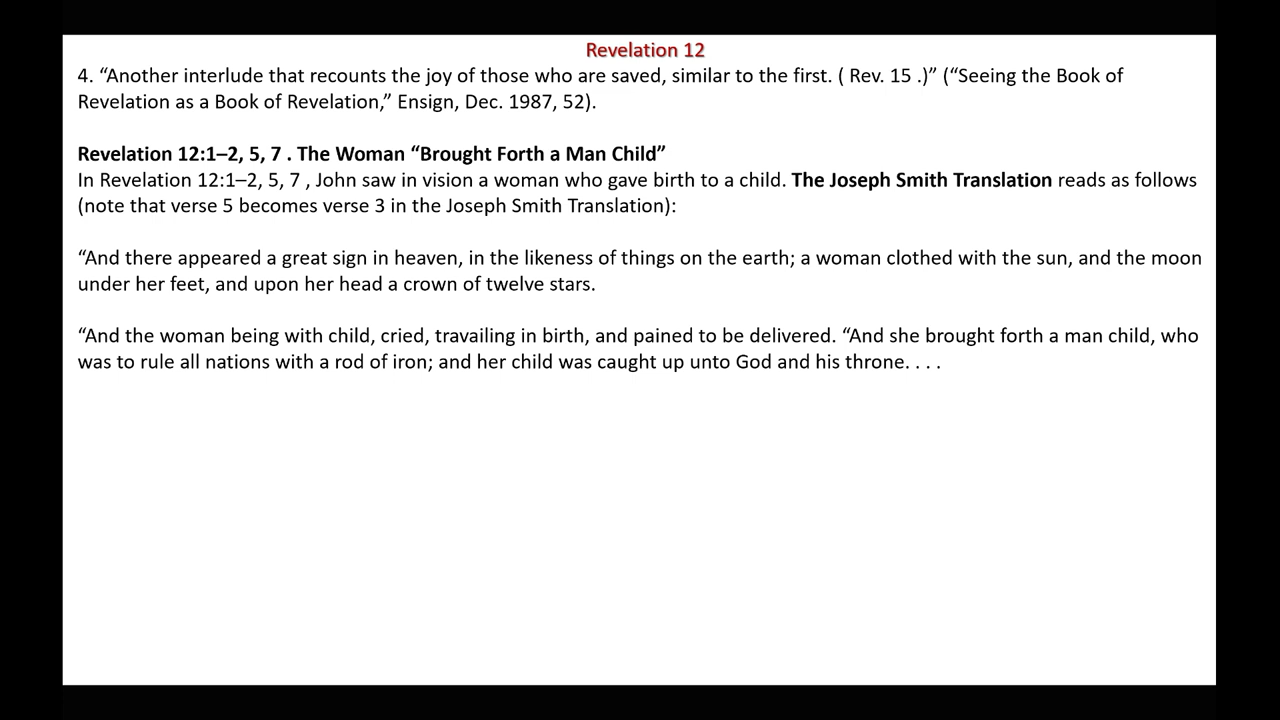 Revelation 12
4. “Another interlude that recounts the joy of those who are saved, similar to the first. ( Rev. 15 .)” (“Seeing the Book of
Revelation as a Book of Revelation,” Ensign, Dec. 1987, 52).
Revelation 12:1–2, 5, 7 . The Woman “Brought Forth a Man Child”
In Revelation 12:1–2, 5, 7 , John saw in vision a woman who gave birth to a child. The Joseph Smith Translation reads as follows
(note that verse 5 becomes verse 3 in the Joseph Smith Translation):
“And there appeared a great sign in heaven, in the likeness of things on the earth; a woman clothed with the sun, and the moon
under her feet, and upon her head a crown of twelve stars.
“And the woman being with child, cried, travailing in birth, and pained to be delivered. “And she brought forth a man child, who
was to rule all nations with a rod of iron; and her child was caught up unto God and his throne. . . .